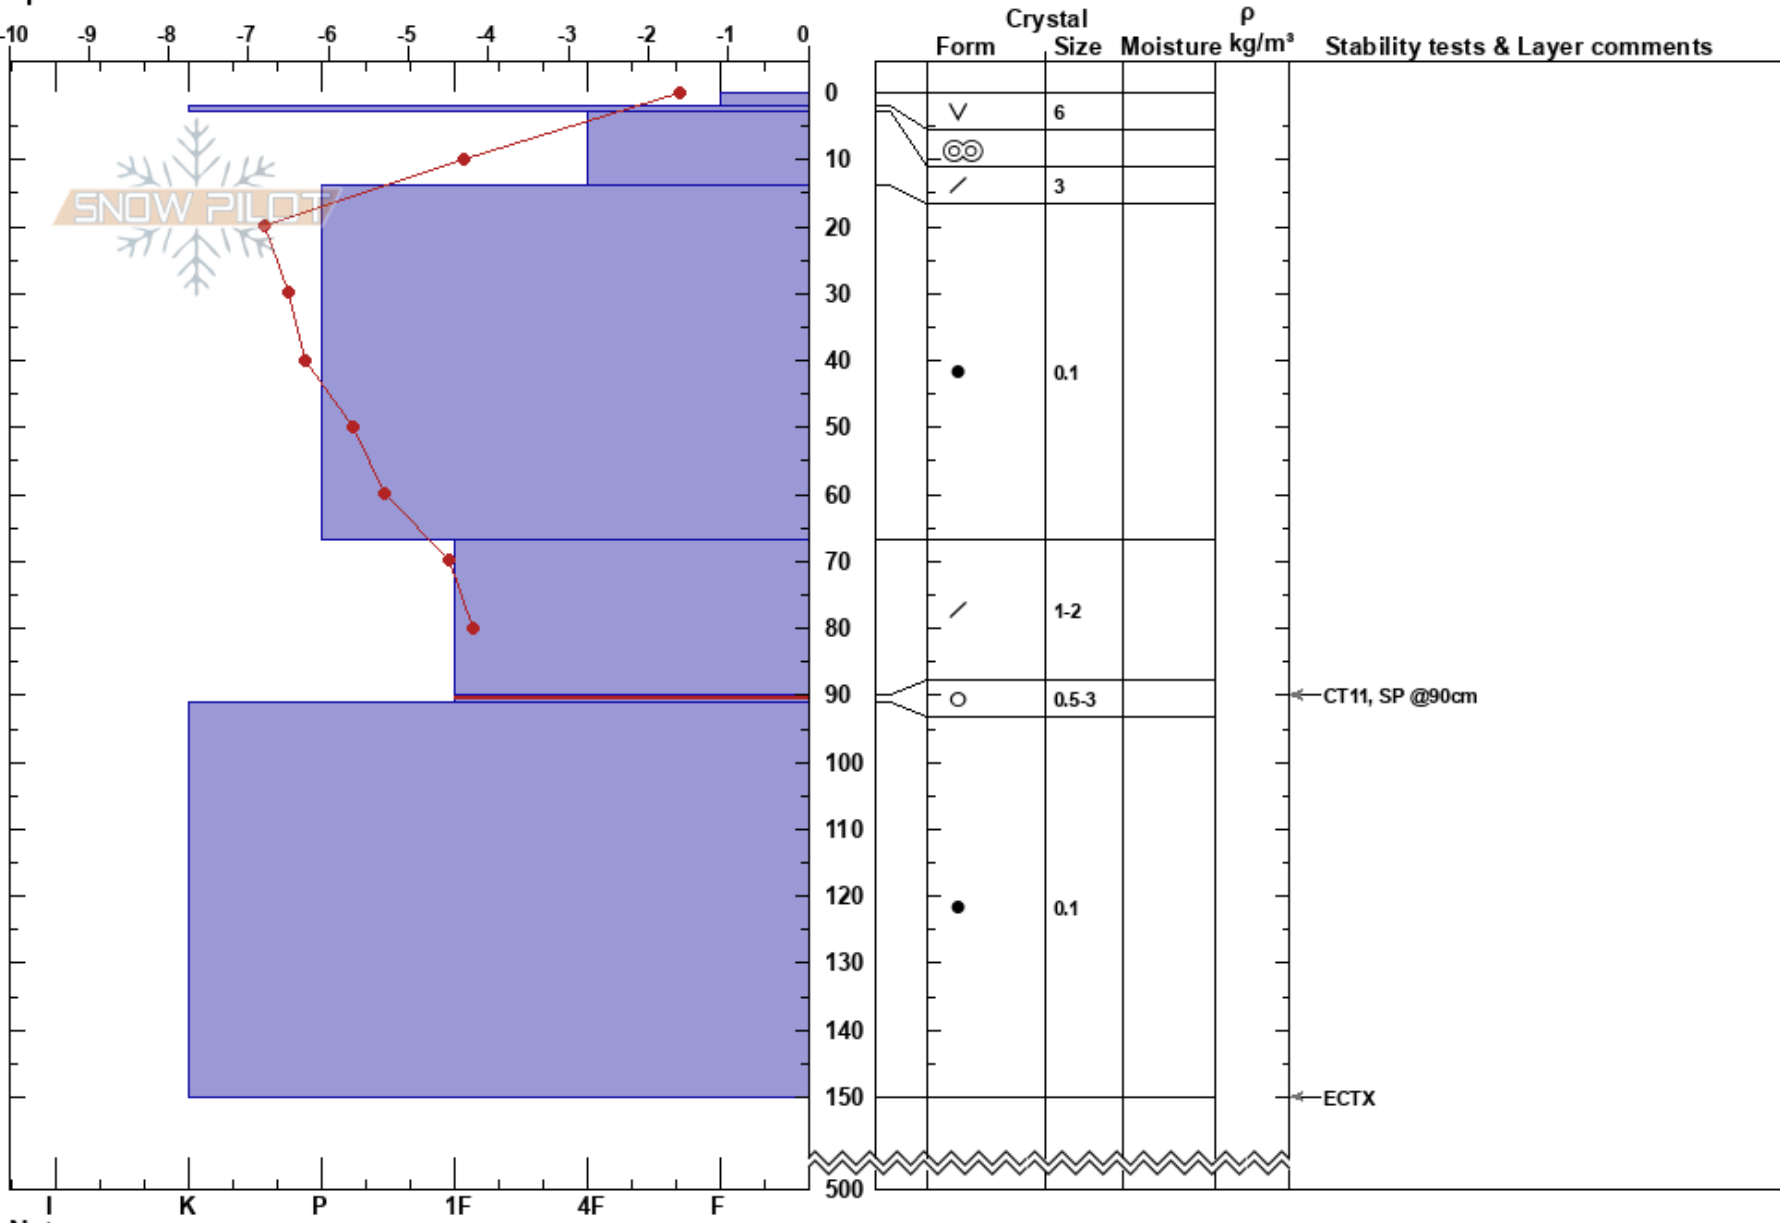 Crystal ρ
-10 -9 -8 -7 -6 -5 -4 -3 -2 -1 0 Form Size Moisture kg/m³ Stability tests & Layer comments
0
6
SNOW PILOT
10
3
20
30
40 0.1
50
60
70
80 1-2
90 0.5-3 CT11, SP @90cm
100
110
120 0.1
130
140
150 ECTX
500
I K P 1F 4F F